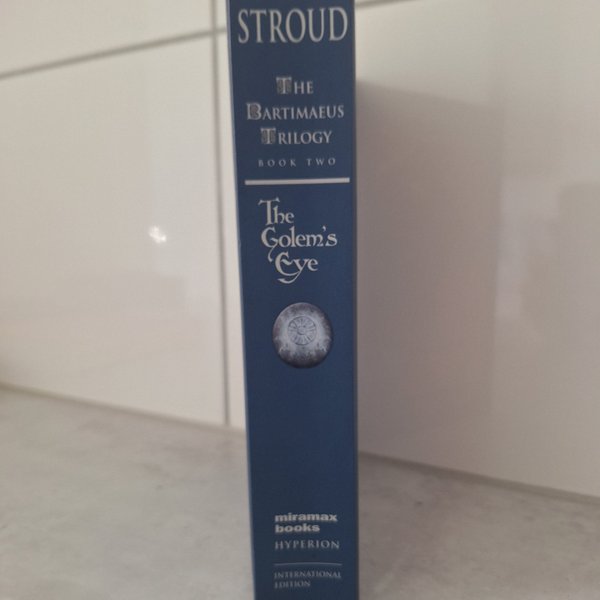 STROUD
THE
BARTIMAEUS
TRILOGY
BOOK TWO
The
Golem's
Eye
miramax
books
HYPERION
INTERNATIONAL
EDITION